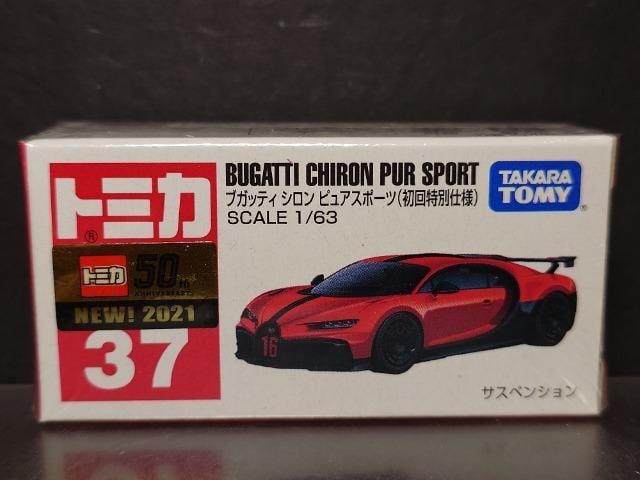 トミカ
®
BUGATTI CHIRON PUR SPORT
ブガッティ シロン ピュアスポーツ(初回特別仕様)
SCALE 1/63
TAKARA
TOMY
トミカ
50th
ANNIVERSARY
NEW! 2021
37
16
サスペンション